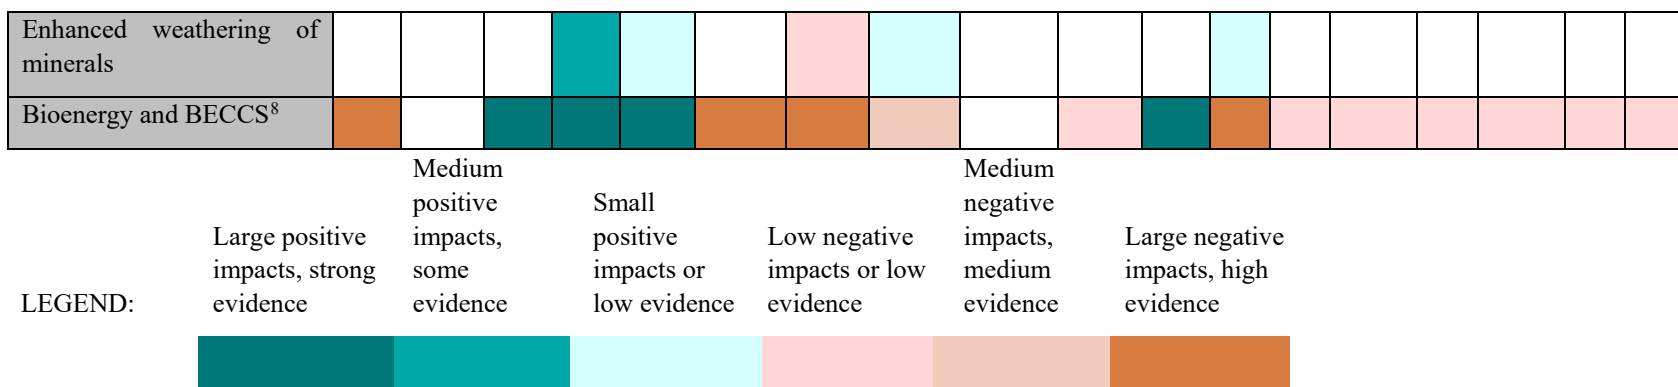 Enhanced weathering of
minerals
Bioenergy and BECCS⁸
LEGEND:
Large positive
impacts, strong
evidence
Medium
positive
impacts,
some
evidence
Small
positive
impacts or
low evidence
Low negative
impacts or low
evidence
Medium
negative
impacts,
medium
evidence
Large negative
impacts, high
evidence